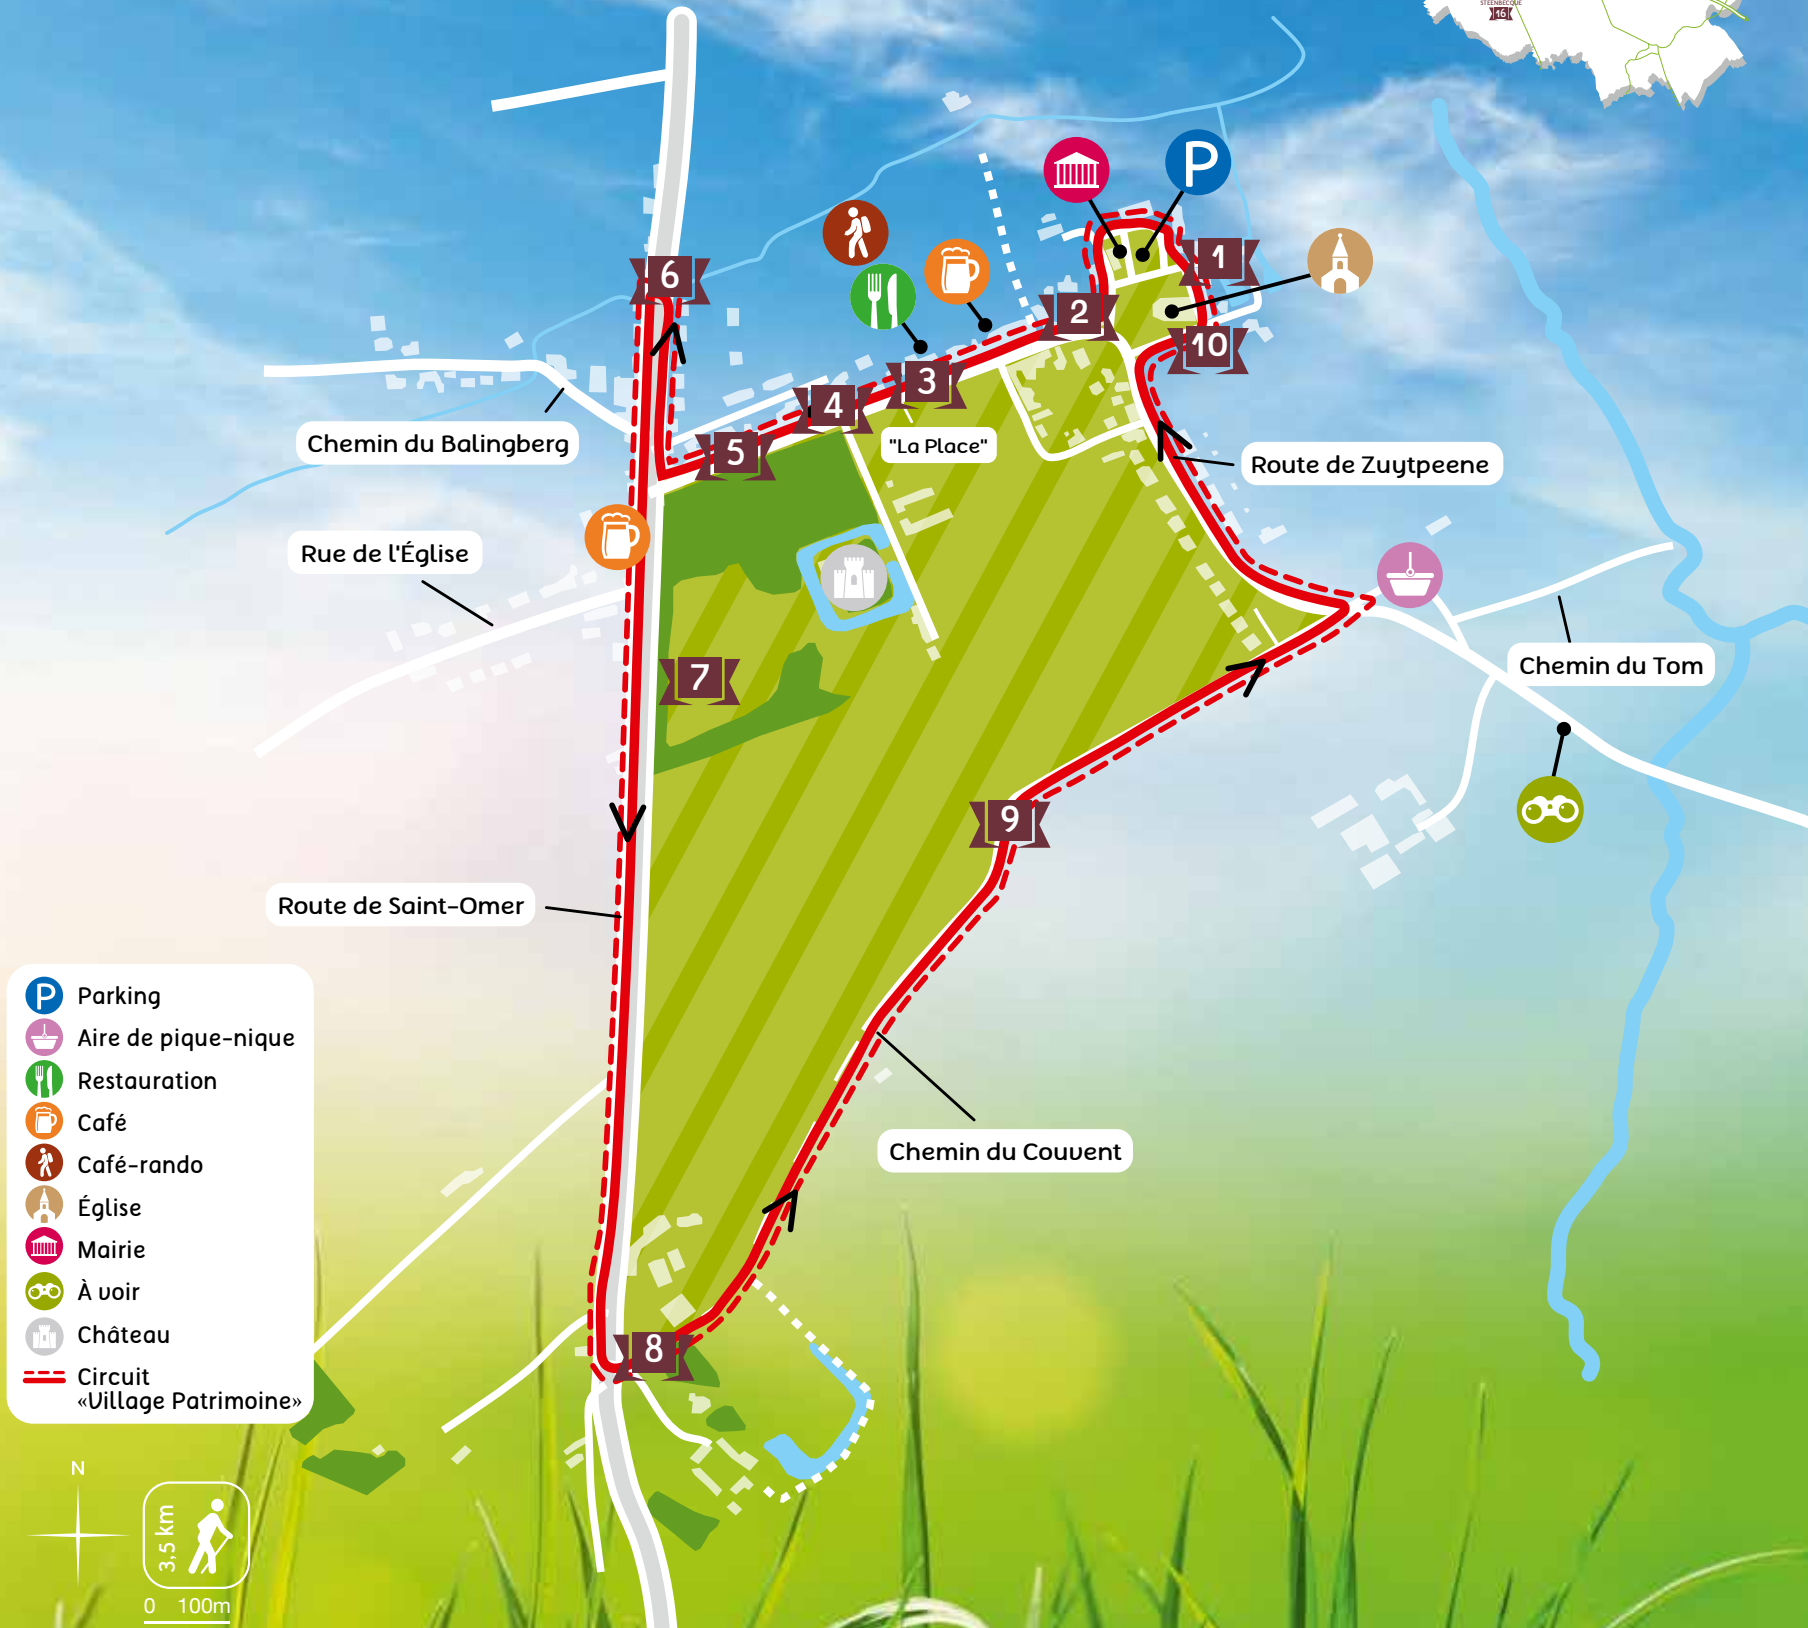 STEENBECQUE
16
P
1
6
2
10
3
4
5
"La Place"
Chemin du Balingberg
Route de Zuytpeene
Rue de l'Église
Chemin du Tom
7
9
Route de Saint-Omer
Chemin du Couvent
8
P Parking
Aire de pique-nique
Restauration
Café
Café-rando
Église
Mairie
À voir
Château
Circuit
«Village Patrimoine»
N
3,5 km
0 100m